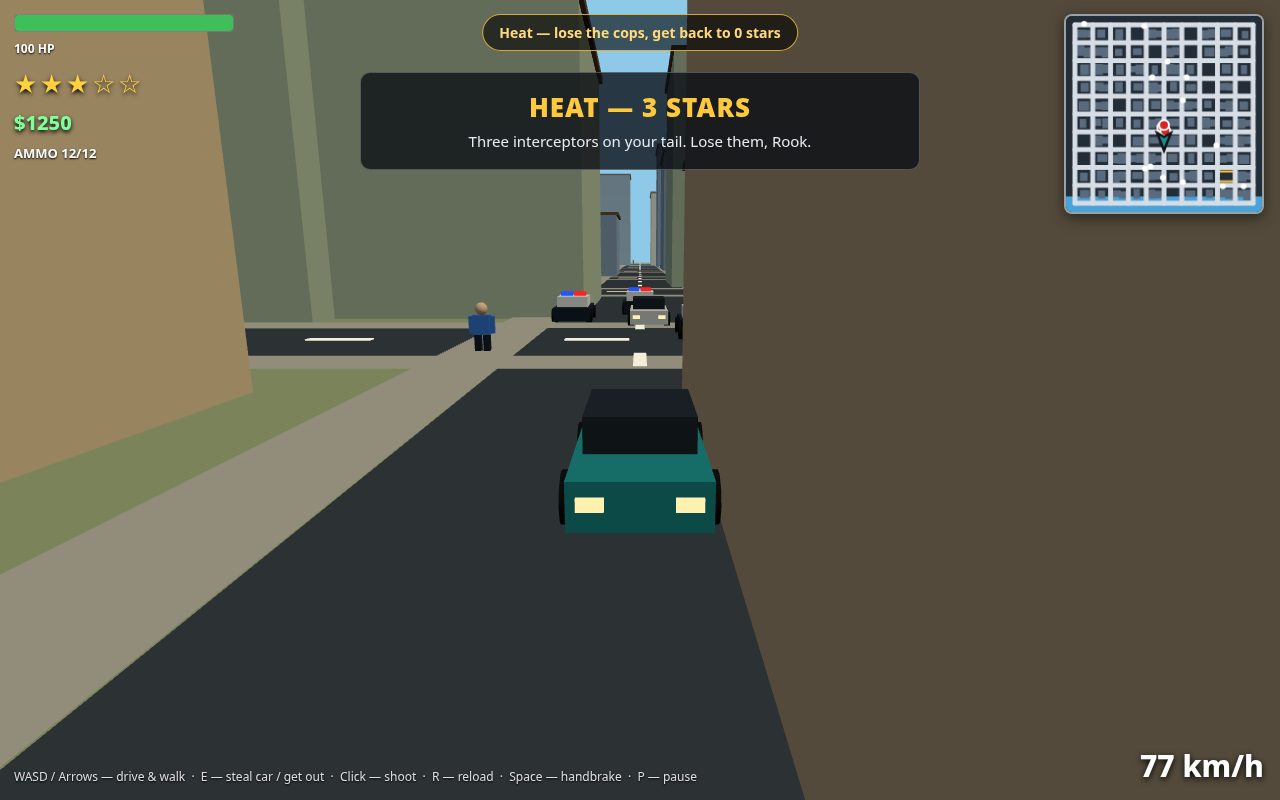 Heat — lose the cops, get back to 0 stars
100 HP
HEAT — 3 STARS
Three interceptors on your tail. Lose them, Rook.
$1250
AMMO 12/12
WASD / Arrows — drive & walk · E — steal car / get out · Click — shoot · R — reload · Space — handbrake · P — pause
77 km/h